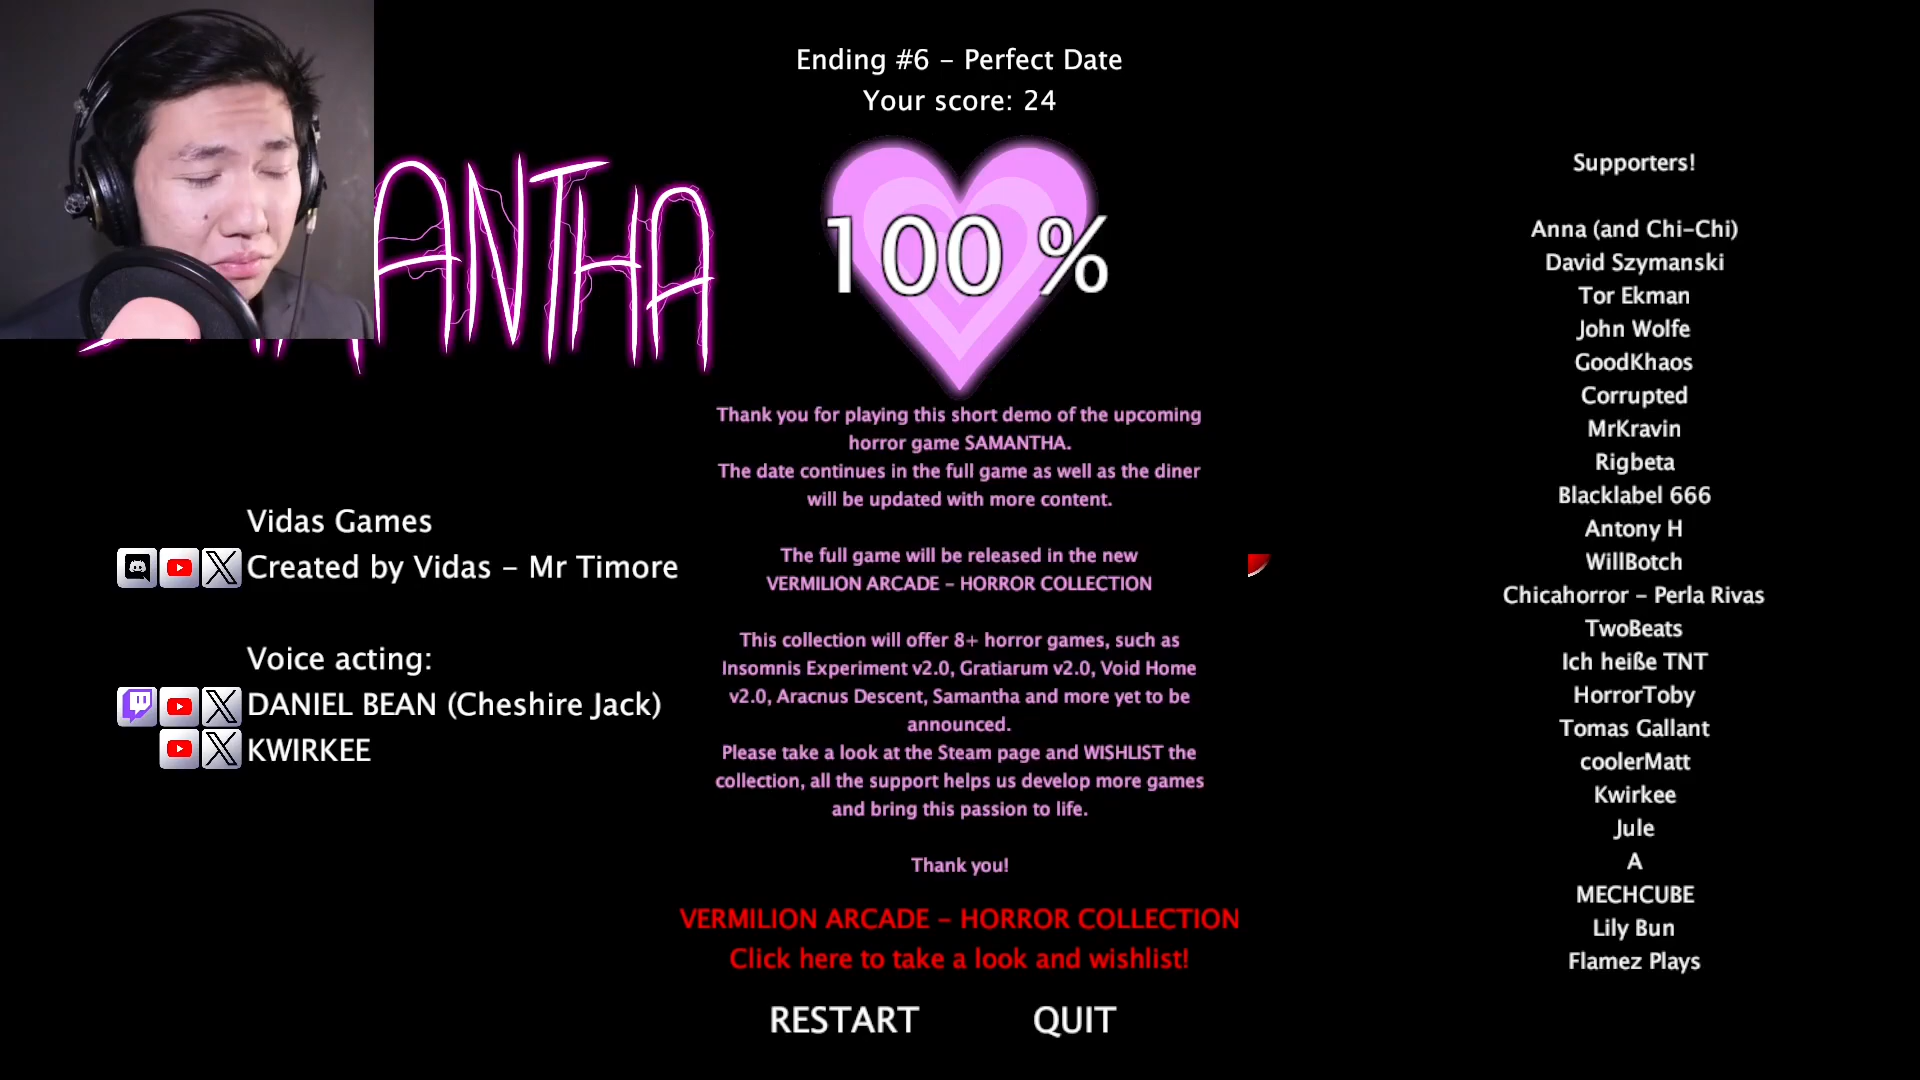 Ending #6 – Perfect Date
Your score: 24
ANTHA
100 %
Thank you for playing this short demo of the upcoming
horror game SAMANTHA.
The date continues in the full game as well as the diner
will be updated with more content.
The full game will be released in the new
VERMILION ARCADE – HORROR COLLECTION
This collection will offer 8+ horror games, such as
Insomnis Experiment v2.0, Gratiarum v2.0, Void Home
v2.0, Aracnus Descent, Samantha and more yet to be
announced.
Please take a look at the Steam page and WISHLIST the
collection, all the support helps us develop more games
and bring this passion to life.
Thank you!
VERMILION ARCADE – HORROR COLLECTION
Click here to take a look and wishlist!
RESTART
QUIT
Vidas Games
Created by Vidas – Mr Timore
Voice acting:
DANIEL BEAN (Cheshire Jack)
KWIRKEE
Supporters!
Anna (and Chi-Chi)
David Szymanski
Tor Ekman
John Wolfe
GoodKhaos
Corrupted
MrKravin
Rigbeta
Blacklabel 666
Antony H
WillBotch
Chicahorror – Perla Rivas
TwoBeats
Ich heiße TNT
HorrorToby
Tomas Gallant
coolerMatt
Kwirkee
Jule
A
MECHCUBE
Lily Bun
Flamez Plays